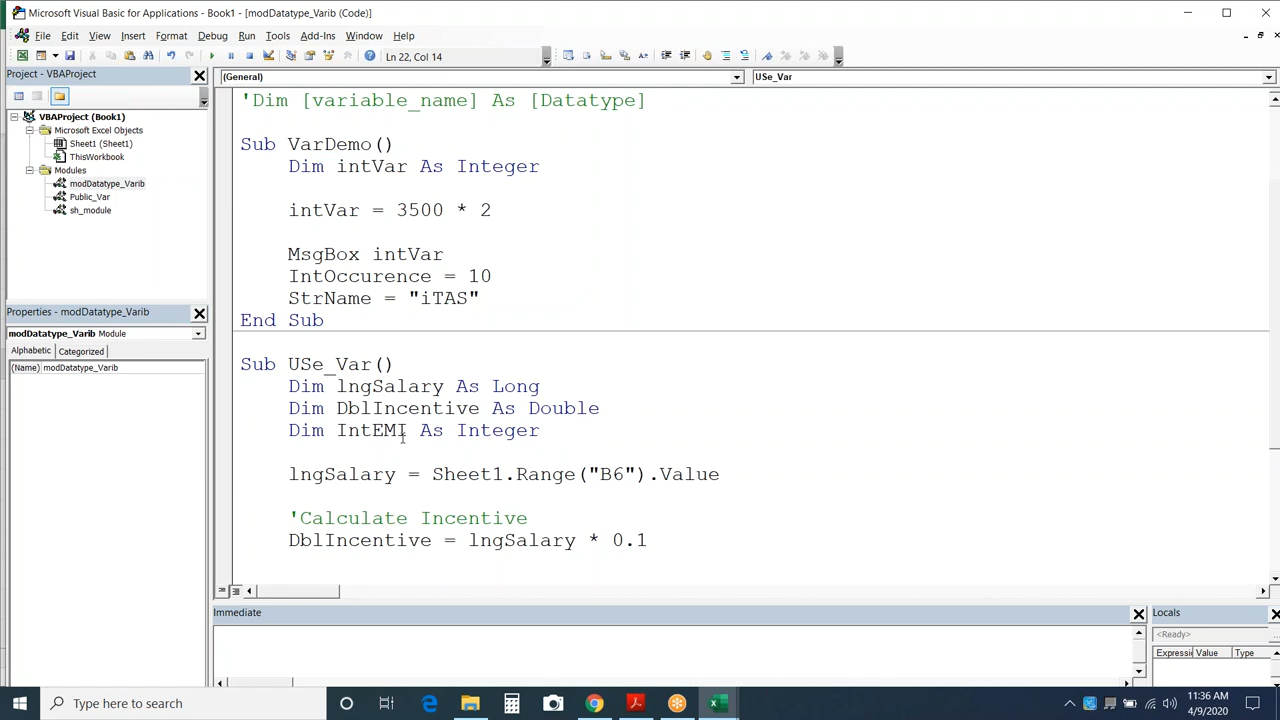 Microsoft Visual Basic for Applications - Book1 - [modDatatype_Varib (Code)]
File Edit View Insert Format Debug Run Tools Add-Ins Window Help
Ln 22, Col 14
Project - VBAProject
(General)
USe_Var
VBAProject (Book1)
Microsoft Excel Objects
Sheet1 (Sheet1)
ThisWorkbook
Modules
modDatatype_Varib
Public_Var
sh_module
Properties - modDatatype_Varib
modDatatype_Varib Module
Alphabetic Categorized
(Name) modDatatype_Varib
'Dim [variable_name] As [Datatype]
Sub VarDemo()
Dim intVar As Integer
intVar = 3500 * 2
MsgBox intVar
IntOccurence = 10
StrName = "iTAS"
End Sub
Sub USe_Var()
Dim lngSalary As Long
Dim DblIncentive As Double
Dim IntEMI As Integer
lngSalary = Sheet1.Range("B6").Value
'Calculate Incentive
DblIncentive = lngSalary * 0.1
Immediate
Locals
<Ready>
Expressi Value Type
Type here to search
11:36 AM
4/9/2020